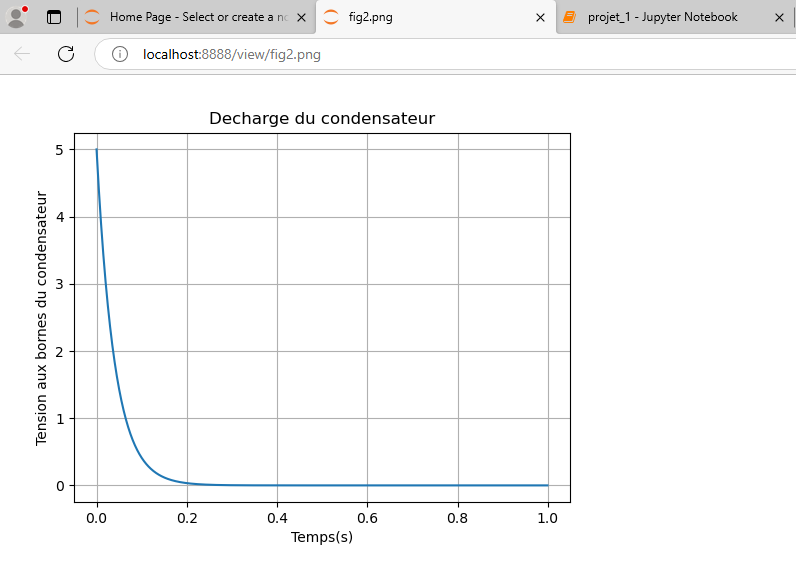 Home Page - Select or create a no
fig2.png
projet_1 - Jupyter Notebook
localhost:8888/view/fig2.png
Decharge du condensateur
Tension aux bornes du condensateur
5
4
3
2
1
0
0.0 0.2 0.4 0.6 0.8 1.0
Temps(s)